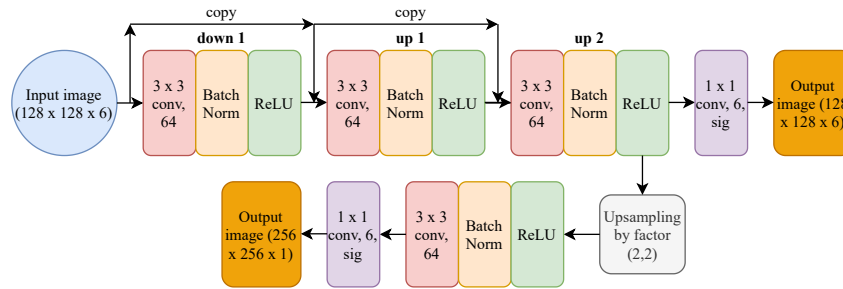 copy
copy
down 1
up 1
up 2
Input image
(128 x 128 x 6)
3 x 3
conv,
64
Batch
Norm
ReLU
3 x 3
conv,
64
Batch
Norm
ReLU
3 x 3
conv,
64
Batch
Norm
ReLU
1 x 1
conv, 6,
sig
Output
image (128
x 128 x 6)
Output
image (256
x 256 x 1)
1 x 1
conv, 6,
sig
3 x 3
conv,
64
Batch
Norm
ReLU
Upsampling
by factor
(2,2)